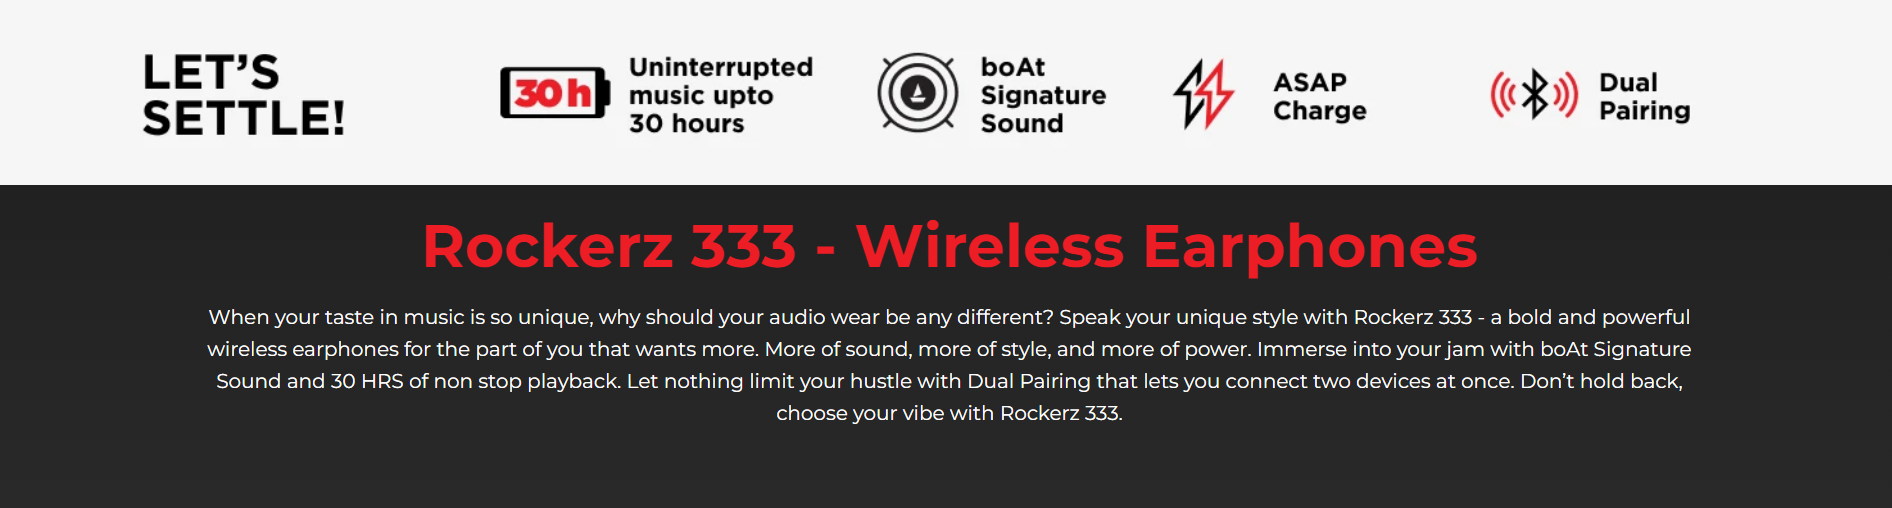 LET'S
SETTLE!
30h
Uninterrupted
music upto
30 hours
boAt
Signature
Sound
ASAP
Charge
Dual
Pairing
Rockerz 333 - Wireless Earphones
When your taste in music is so unique, why should your audio wear be any different? Speak your unique style with Rockerz 333 - a bold and powerful
wireless earphones for the part of you that wants more. More of sound, more of style, and more of power. Immerse into your jam with boAt Signature
Sound and 30 HRS of non stop playback. Let nothing limit your hustle with Dual Pairing that lets you connect two devices at once. Don't hold back,
choose your vibe with Rockerz 333.